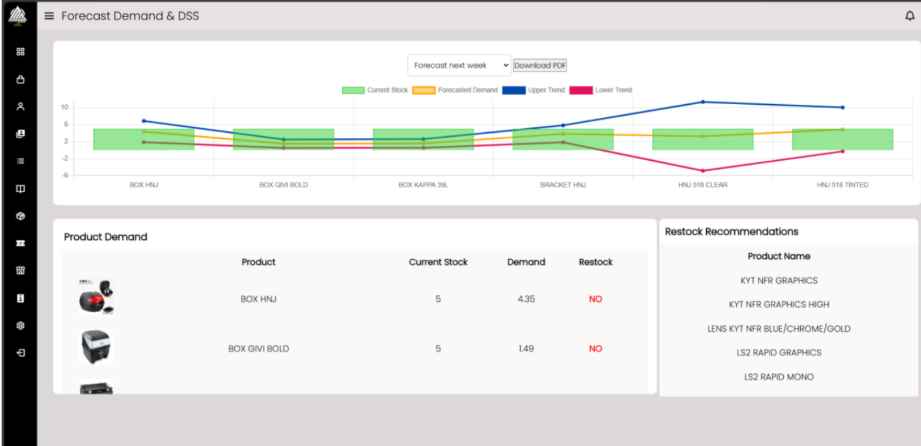 Forecast Demand & DSS
Forecast next week
Download PDF
Current Stock Forecasted Demand Upper Trend Lower Trend
10
6
2
-2
-6
BOX HNJ BOX GIVI BOLD BOX KAPPA 39L BRACKET HNJ HNJ 518 CLEAR HNJ 518 TINTED
Product Demand
Product Current Stock Demand Restock
BOX HNJ 5 4.35 NO
BOX GIVI BOLD 5 1.49 NO
Restock Recommendations
Product Name
KYT NFR GRAPHICS
KYT NFR GRAPHICS HIGH
LENS KYT NFR BLUE/CHROME/GOLD
LS2 RAPID GRAPHICS
LS2 RAPID MONO